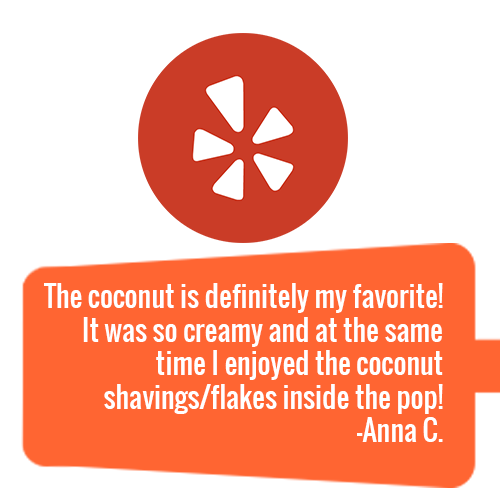 The coconut is definitely my favorite!
It was so creamy and at the same
time I enjoyed the coconut
shavings/flakes inside the pop!
-Anna C.